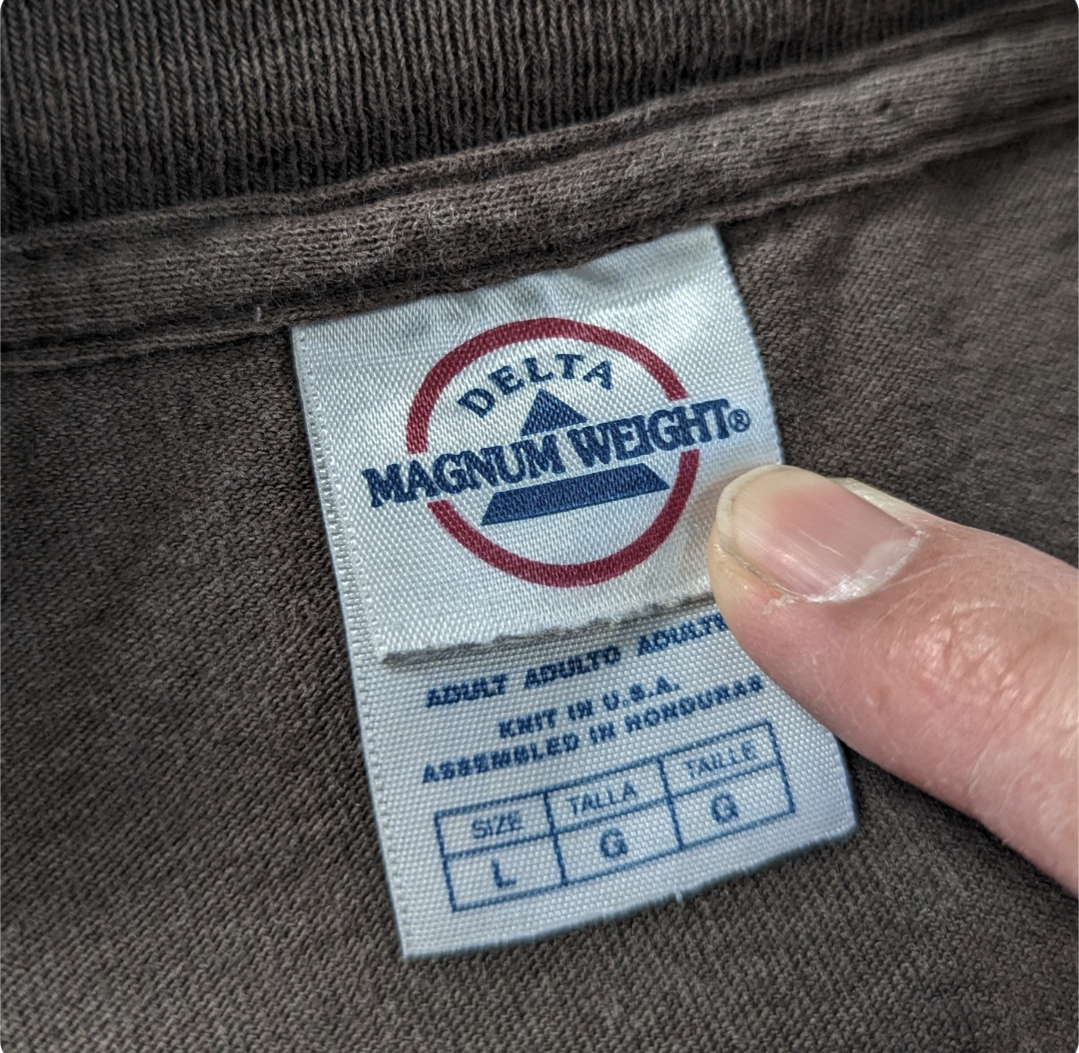 DELTA
MAGNUM WEIGHT®
ADULT ADULTO ADULTE
KNIT IN U.S.A.
ASSEMBLED IN HONDURAS
SIZE TALLA TAILLE
L G G